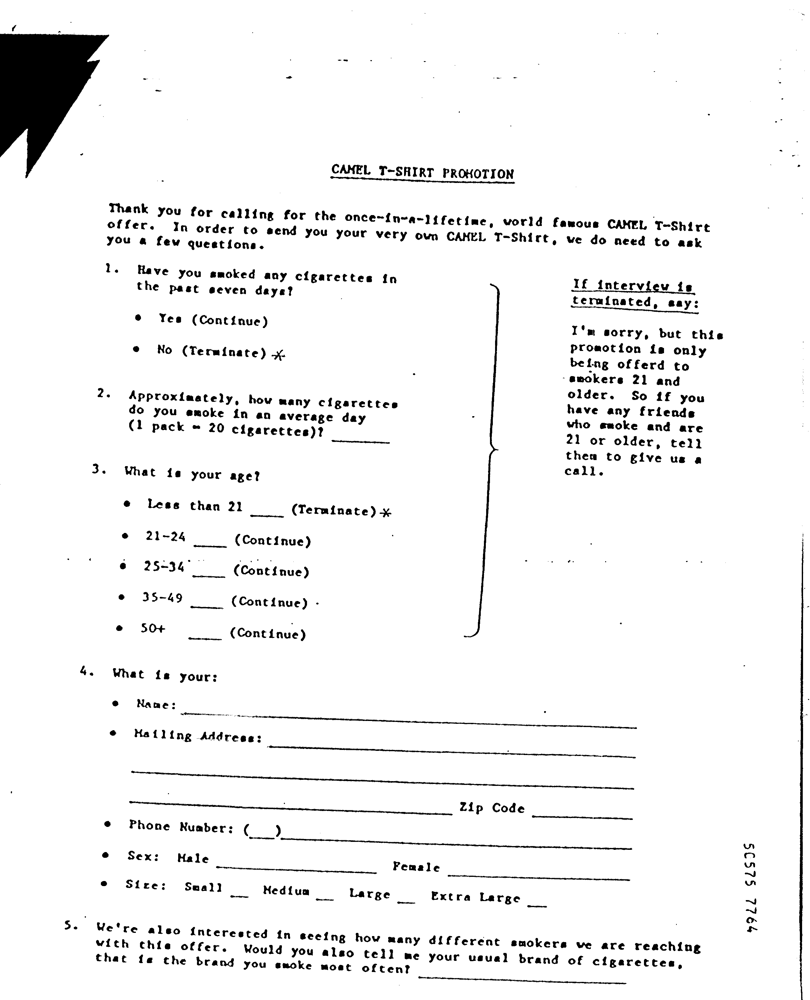 CAMEL T-SHIRT PROMOTION
Thank you for calling for the once-in-a-lifetime, world famous CAMEL T-Shirt
offer. In order to send you your very own CAMEL T-Shirt, we do need to ask
you a few questions.
1. Have you smoked any cigarettes in
the past seven days?
• Yes (Continue)
• No (Terminate) *
2. Approximately, how many cigarettes
do you smoke in an average day
(1 pack = 20 cigarettes)? ______
3. What is your age?
• Less than 21 ____ (Terminate) *
• 21-24 ____ (Continue)
• 25-34 ____ (Continue)
• 35-49 ____ (Continue)
• 50+ ____ (Continue)
If interview is
terminated, say:
I'm sorry, but this
promotion is only
being offerd to
smokers 21 and
older. So if you
have any friends
who smoke and are
21 or older, tell
them to give us a
call.
4. What is your:
• Name:
• Mailing Address:
Zip Code
• Phone Number: (___)
• Sex: Male ____ Female ____
• Size: Small __ Medium __ Large __ Extra Large __
5. We're also interested in seeing how many different smokers we are reaching
with this offer. Would you also tell me your usual brand of cigarettes,
that is the brand you smoke most often? ____
50575 7764